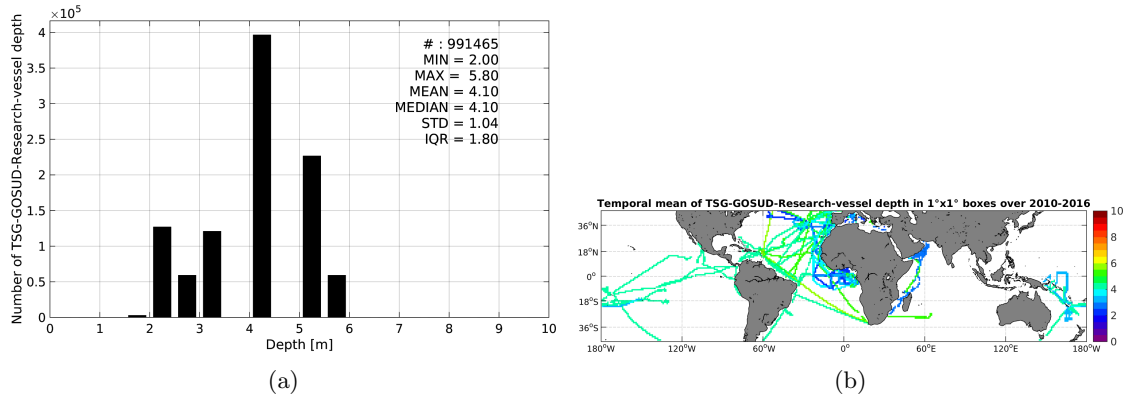 ×10⁵
# : 991465
MIN = 2.00
MAX = 5.80
MEAN = 4.10
MEDIAN = 4.10
STD = 1.04
IQR = 1.80
4
3.5
3
2.5
2
1.5
1
0.5
0
Number of TSG-GOSUD-Research-vessel depth
0 1 2 3 4 5 6 7 8 9 10
Depth [m]
(a)
Temporal mean of TSG-GOSUD-Research-vessel depth in 1°x1° boxes over 2010-2016
36°N
18°N
0°
18°S
36°S
180°W 120°W 60°W 0° 60°E 120°E 180°W
10
8
6
4
2
0
(b)